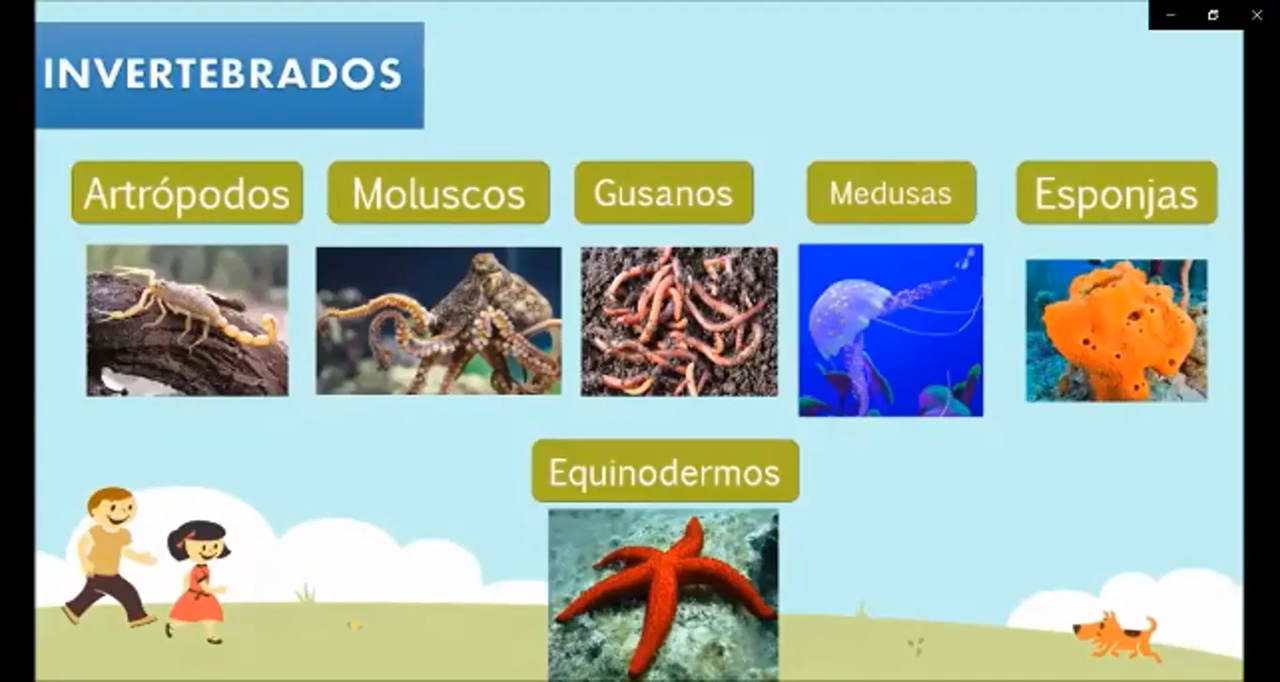 INVERTEBRADOS
Artrópodos
Moluscos
Gusanos
Medusas
Esponjas
Equinodermos